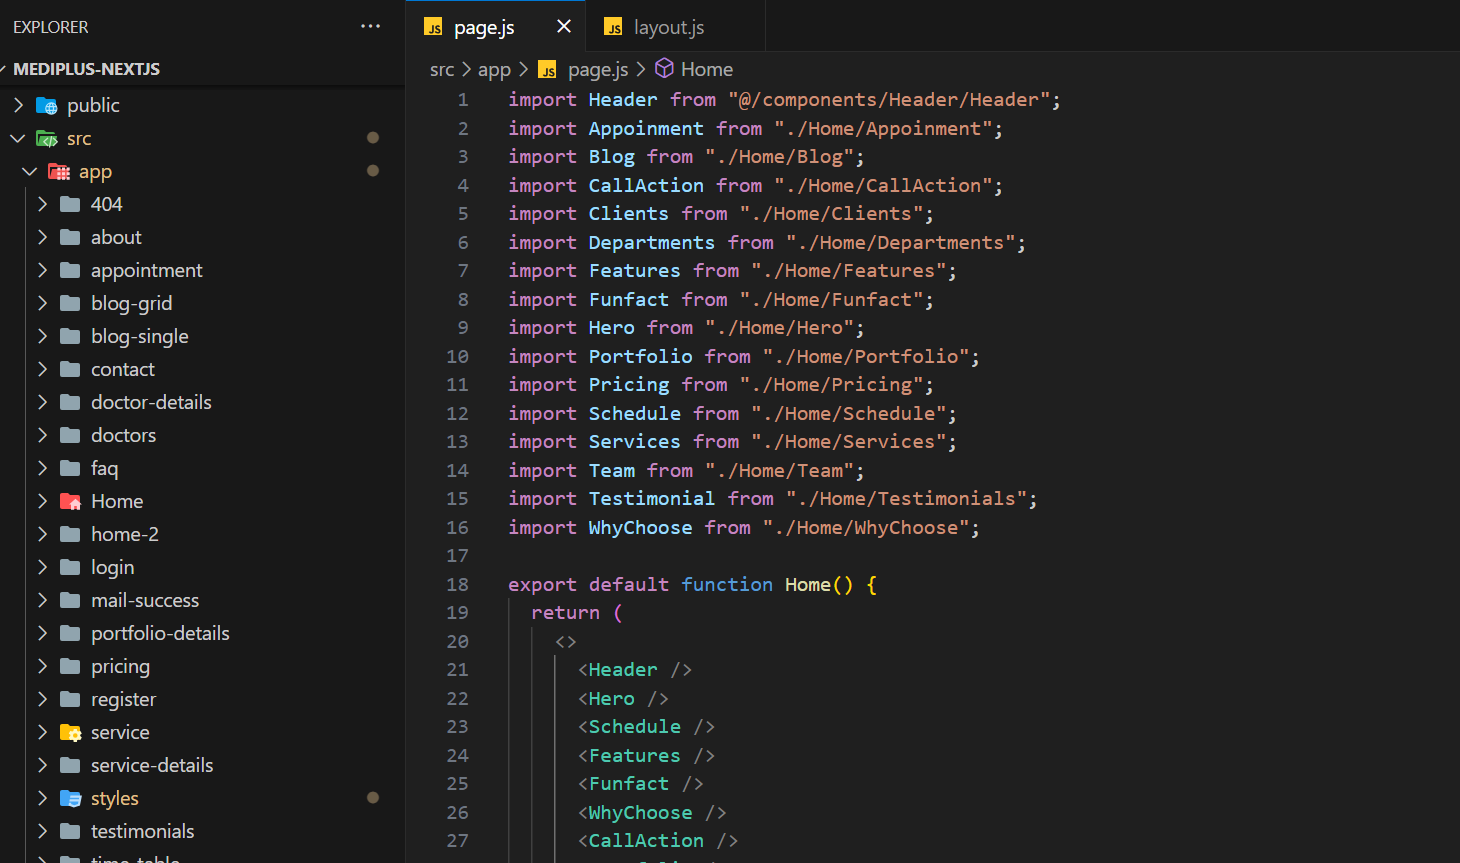 EXPLORER
MEDIPLUS-NEXTJS
public
src
app
404
about
appointment
blog-grid
blog-single
contact
doctor-details
doctors
faq
Home
home-2
login
mail-success
portfolio-details
pricing
register
service
service-details
styles
testimonials
JS page.js
JS layout.js
src > app > JS page.js > Home
1 import Header from "@/components/Header/Header";
2 import Appoinment from "./Home/Appoinment";
3 import Blog from "./Home/Blog";
4 import CallAction from "./Home/CallAction";
5 import Clients from "./Home/Clients";
6 import Departments from "./Home/Departments";
7 import Features from "./Home/Features";
8 import Funfact from "./Home/Funfact";
9 import Hero from "./Home/Hero";
10 import Portfolio from "./Home/Portfolio";
11 import Pricing from "./Home/Pricing";
12 import Schedule from "./Home/Schedule";
13 import Services from "./Home/Services";
14 import Team from "./Home/Team";
15 import Testimonial from "./Home/Testimonials";
16 import WhyChoose from "./Home/WhyChoose";
17
18 export default function Home() {
19 return (
20 <>
21 <Header />
22 <Hero />
23 <Schedule />
24 <Features />
25 <Funfact />
26 <WhyChoose />
27 <CallAction />